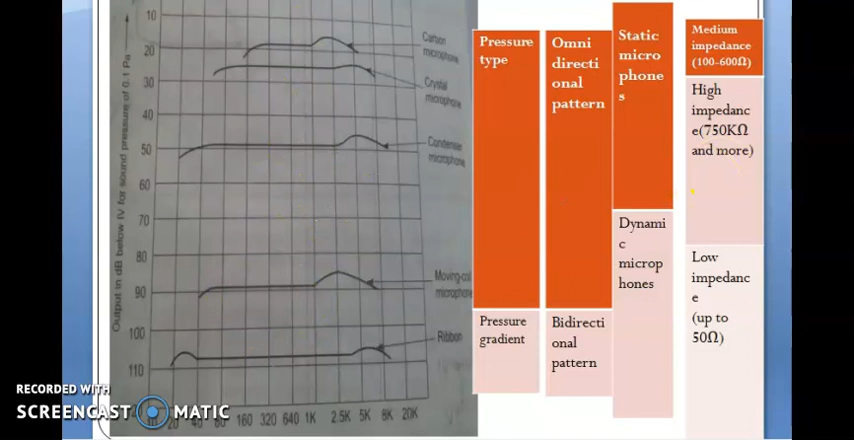 10
20
30
40
50
60
70
80
90
100
110
Output in dB below IV for sound pressure of 0.1 Pa
Carbon
microphone
Crystal
microphone
Condenser
microphone
Moving-coil
microphone
Ribbon
20 40 80 160 320 640 1K 2.5K 5K 8K 20K
Pressure
type
Pressure
gradient
Omni
directi
onal
pattern
Bidirecti
onal
pattern
Static
micro
phone
s
Dynami
c
microp
hones
Medium
impedance
(100-600Ω)
High
impedanc
e(750KΩ
and more)
Low
impedanc
e
(up to
50Ω)
RECORDED WITH
SCREENCAST MATIC